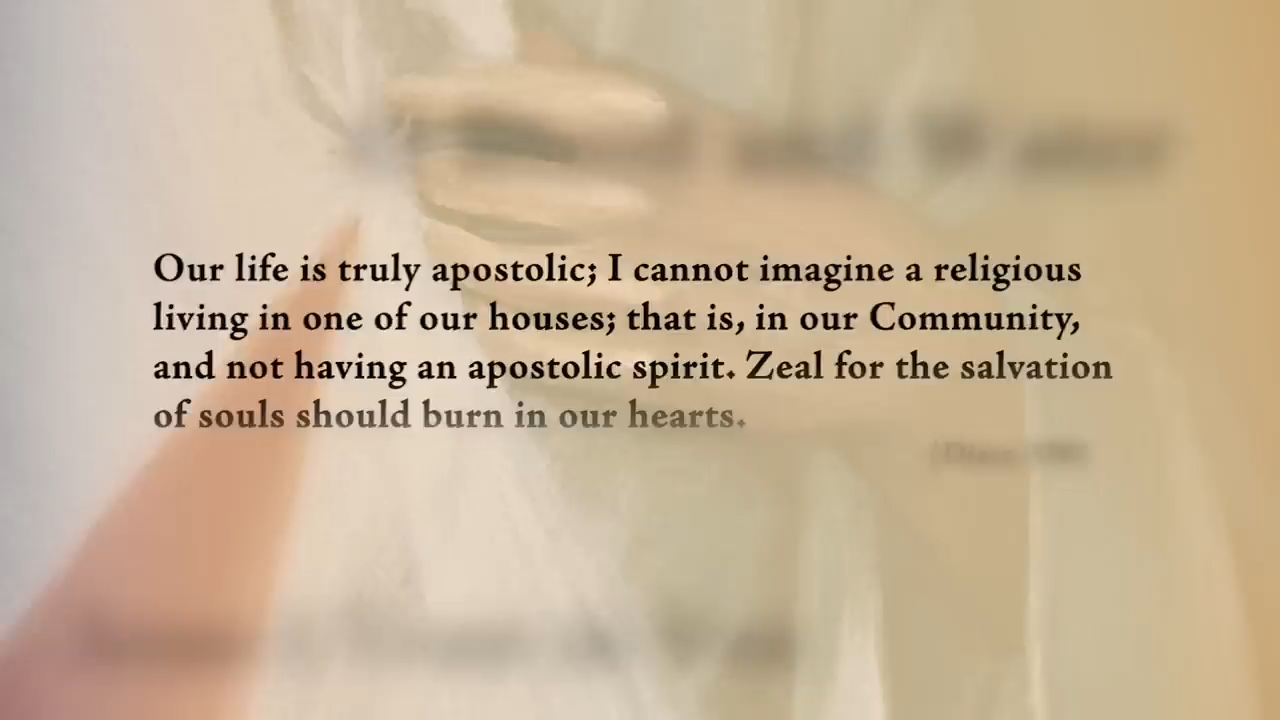 Our life is truly apostolic; I cannot imagine a religious
living in one of our houses; that is, in our Community,
and not having an apostolic spirit. Zeal for the salvation
of souls should burn in our hearts.